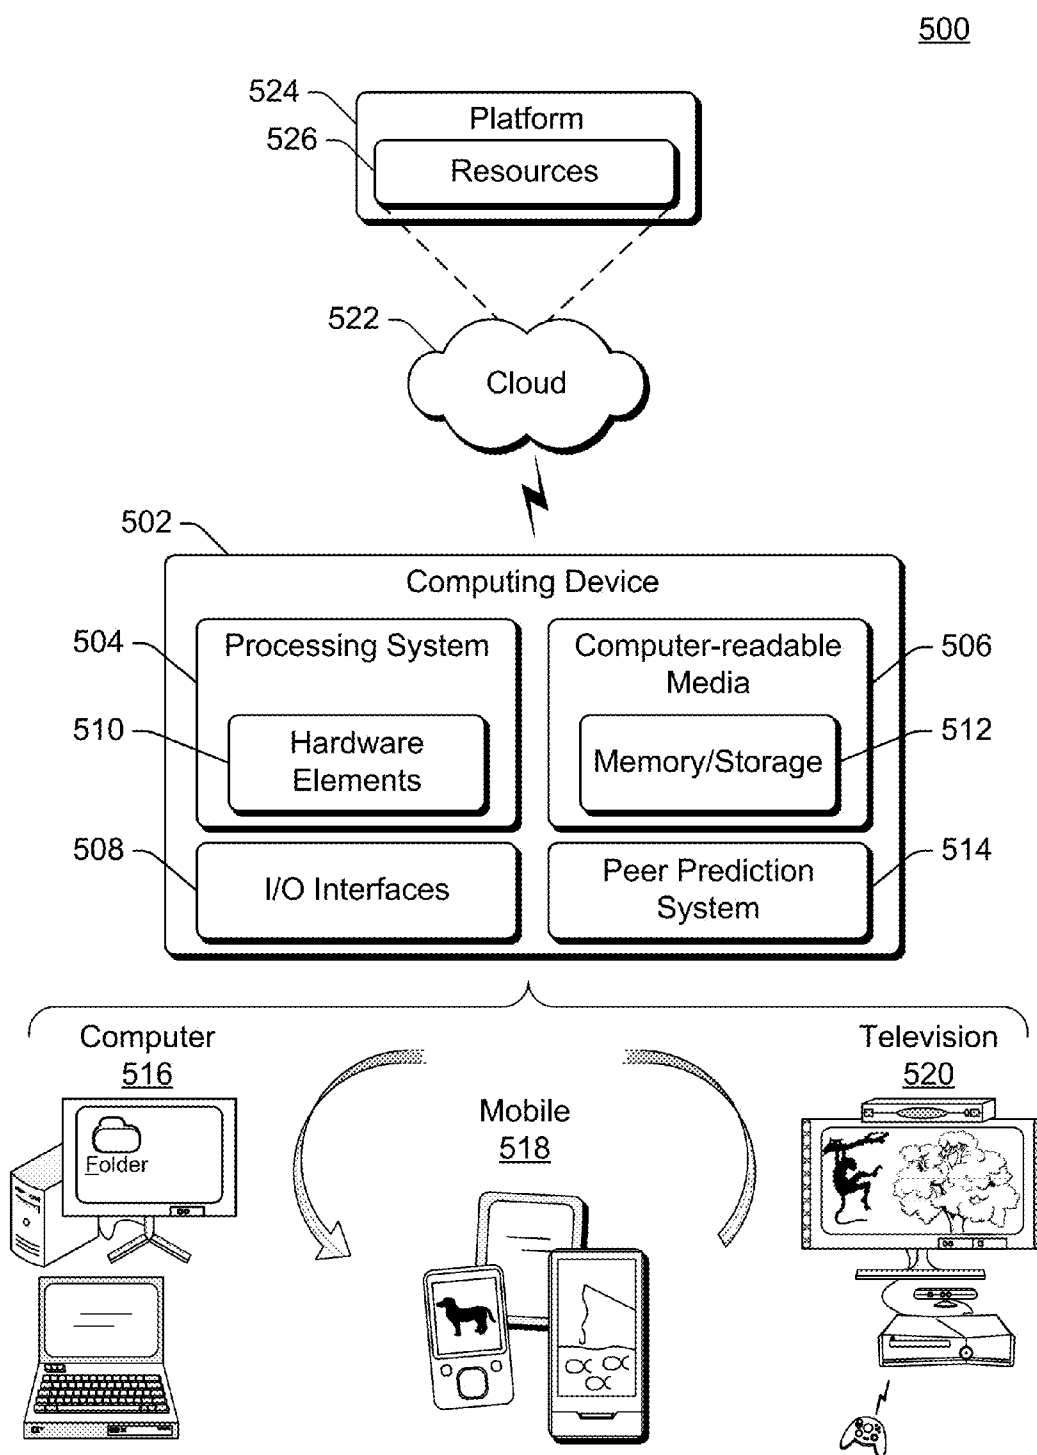 500
524
Platform
526
Resources
522
Cloud
502
Computing Device
504
Processing System
Computer-readable
Media
506
510
Hardware
Elements
Memory/Storage
512
508
I/O Interfaces
Peer Prediction
System
514
Computer
516
Mobile
518
Television
520
Folder